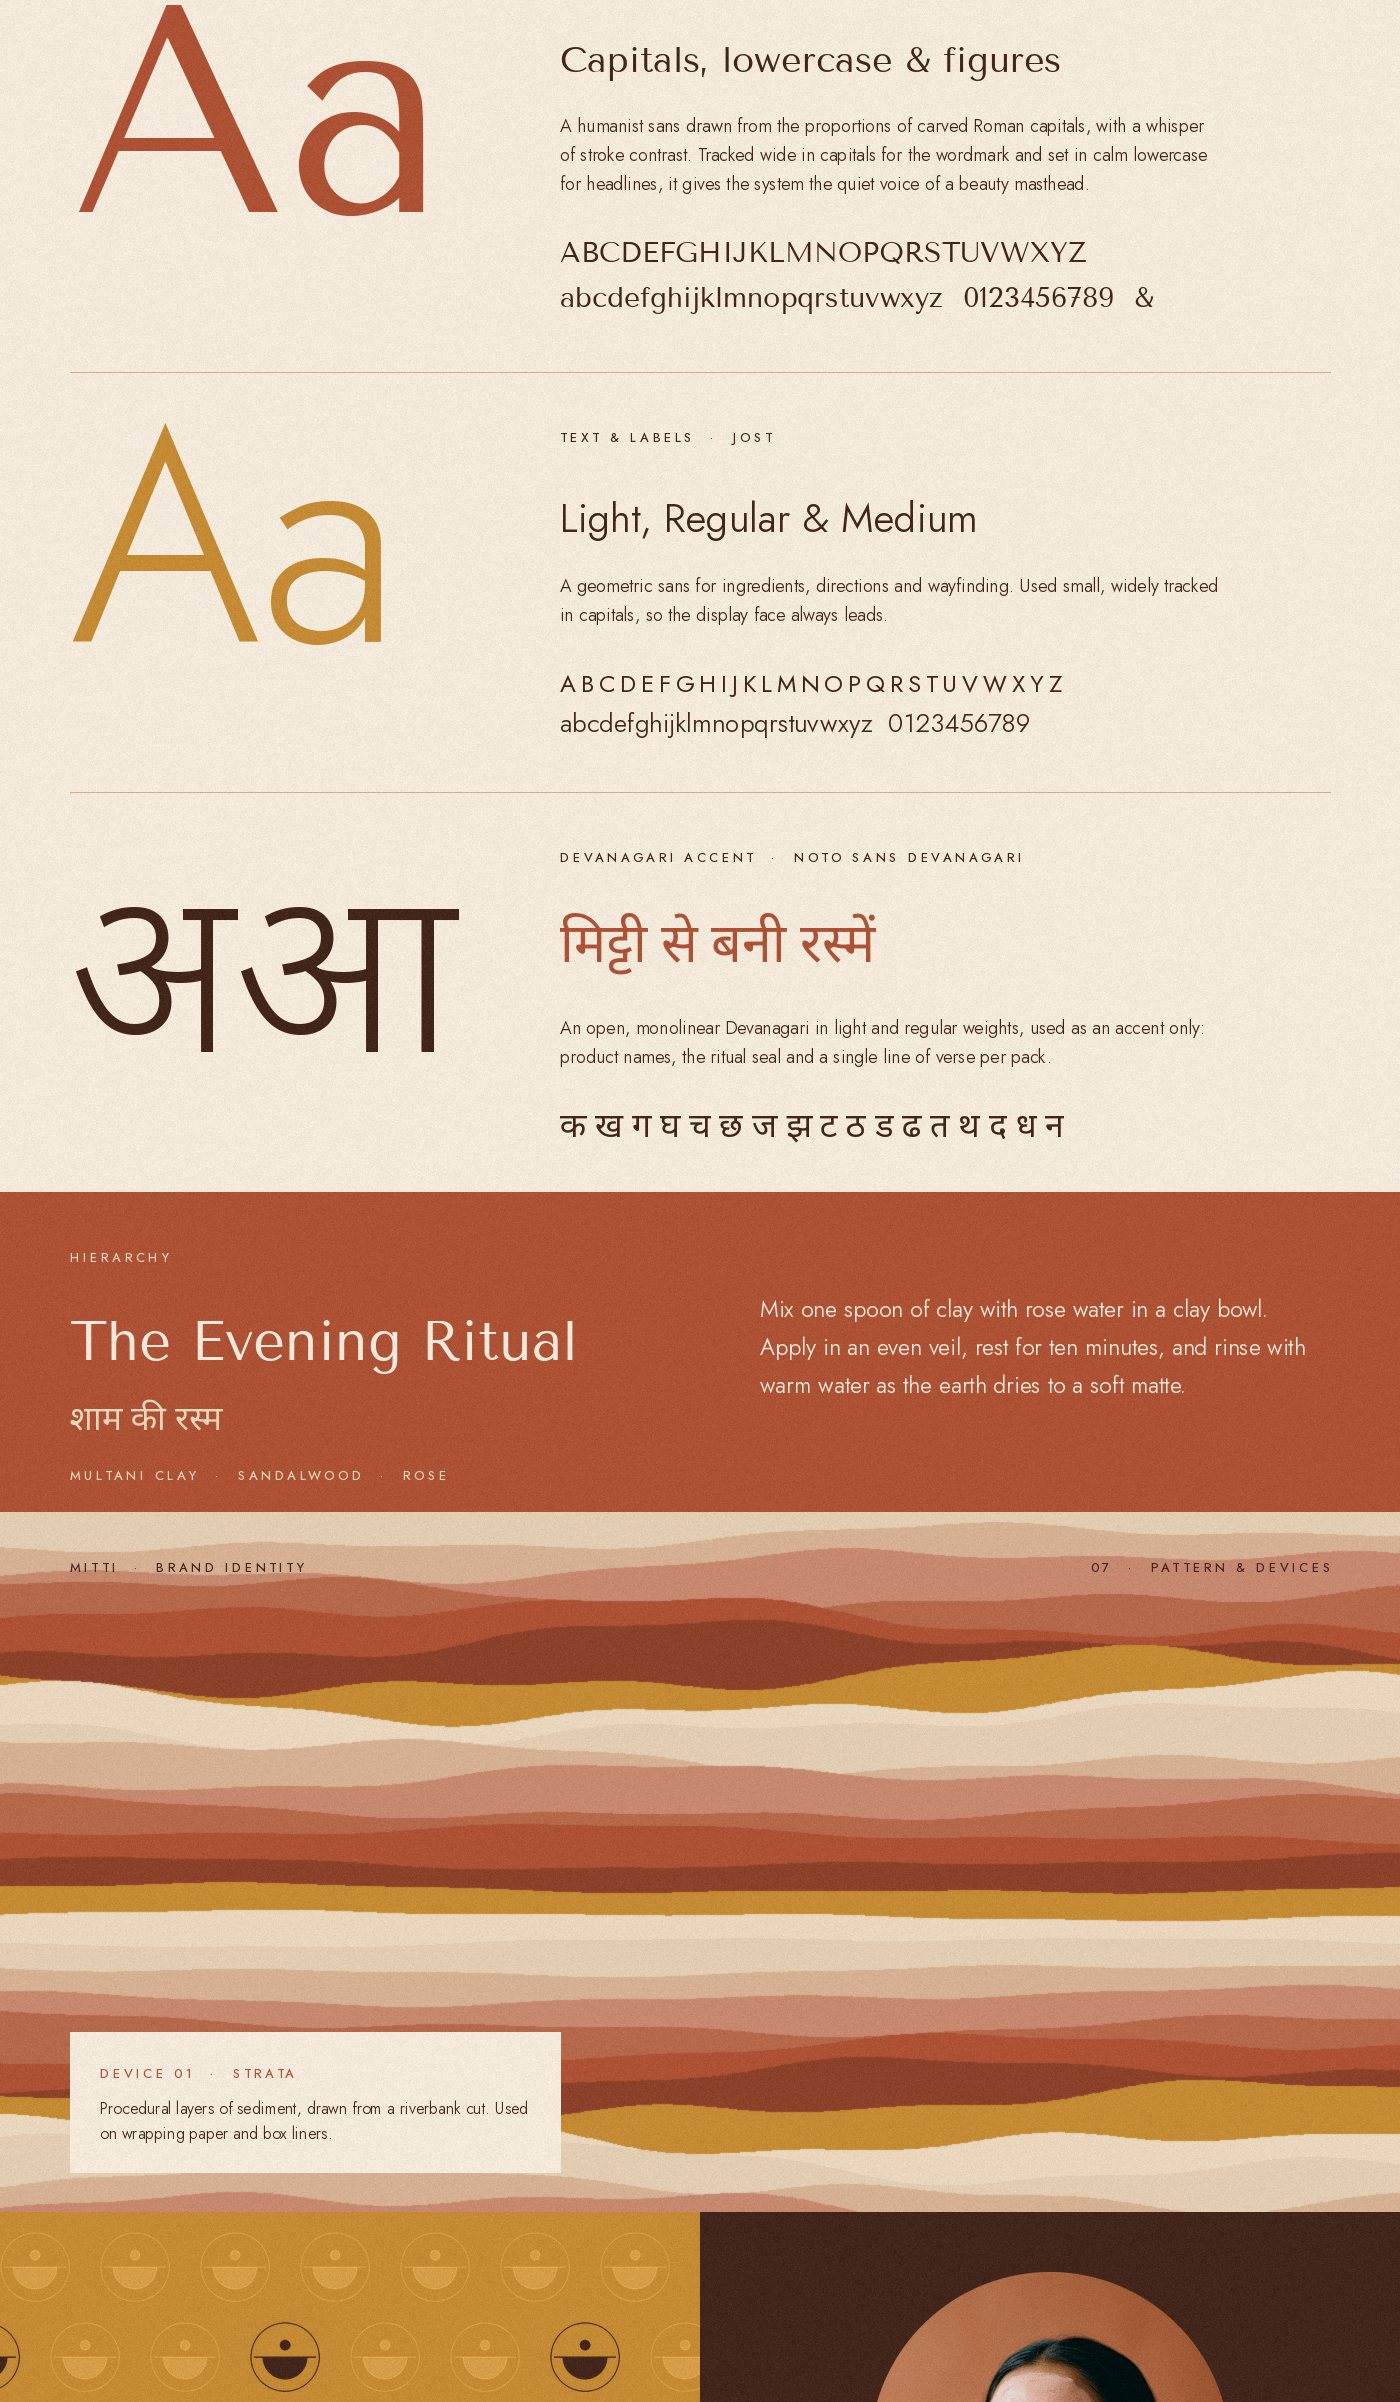 Aa
Capitals, lowercase & figures
A humanist sans drawn from the proportions of carved Roman capitals, with a whisper
of stroke contrast. Tracked wide in capitals for the wordmark and set in calm lowercase
for headlines, it gives the system the quiet voice of a beauty masthead.
ABCDEFGHIJKLMNOPQRSTUVWXYZ
abcdefghijklmnopqrstuvwxyz 0123456789 &
Aa
TEXT & LABELS · JOST
Light, Regular & Medium
A geometric sans for ingredients, directions and wayfinding. Used small, widely tracked
in capitals, so the display face always leads.
ABCDEFGHIJKLMNOPQRSTUVWXYZ
abcdefghijklmnopqrstuvwxyz 0123456789
अआ
DEVANAGARI ACCENT · NOTO SANS DEVANAGARI
मिट्टी से बनी रस्में
An open, monolinear Devanagari in light and regular weights, used as an accent only:
product names, the ritual seal and a single line of verse per pack.
क ख ग घ च छ ज झ ट ठ ड ढ त थ द ध न
HIERARCHY
The Evening Ritual
शाम की रस्म
MULTANI CLAY · SANDALWOOD · ROSE
Mix one spoon of clay with rose water in a clay bowl.
Apply in an even veil, rest for ten minutes, and rinse with
warm water as the earth dries to a soft matte.
MITTI · BRAND IDENTITY
07 · PATTERN & DEVICES
DEVICE 01 · STRATA
Procedural layers of sediment, drawn from a riverbank cut. Used
on wrapping paper and box liners.